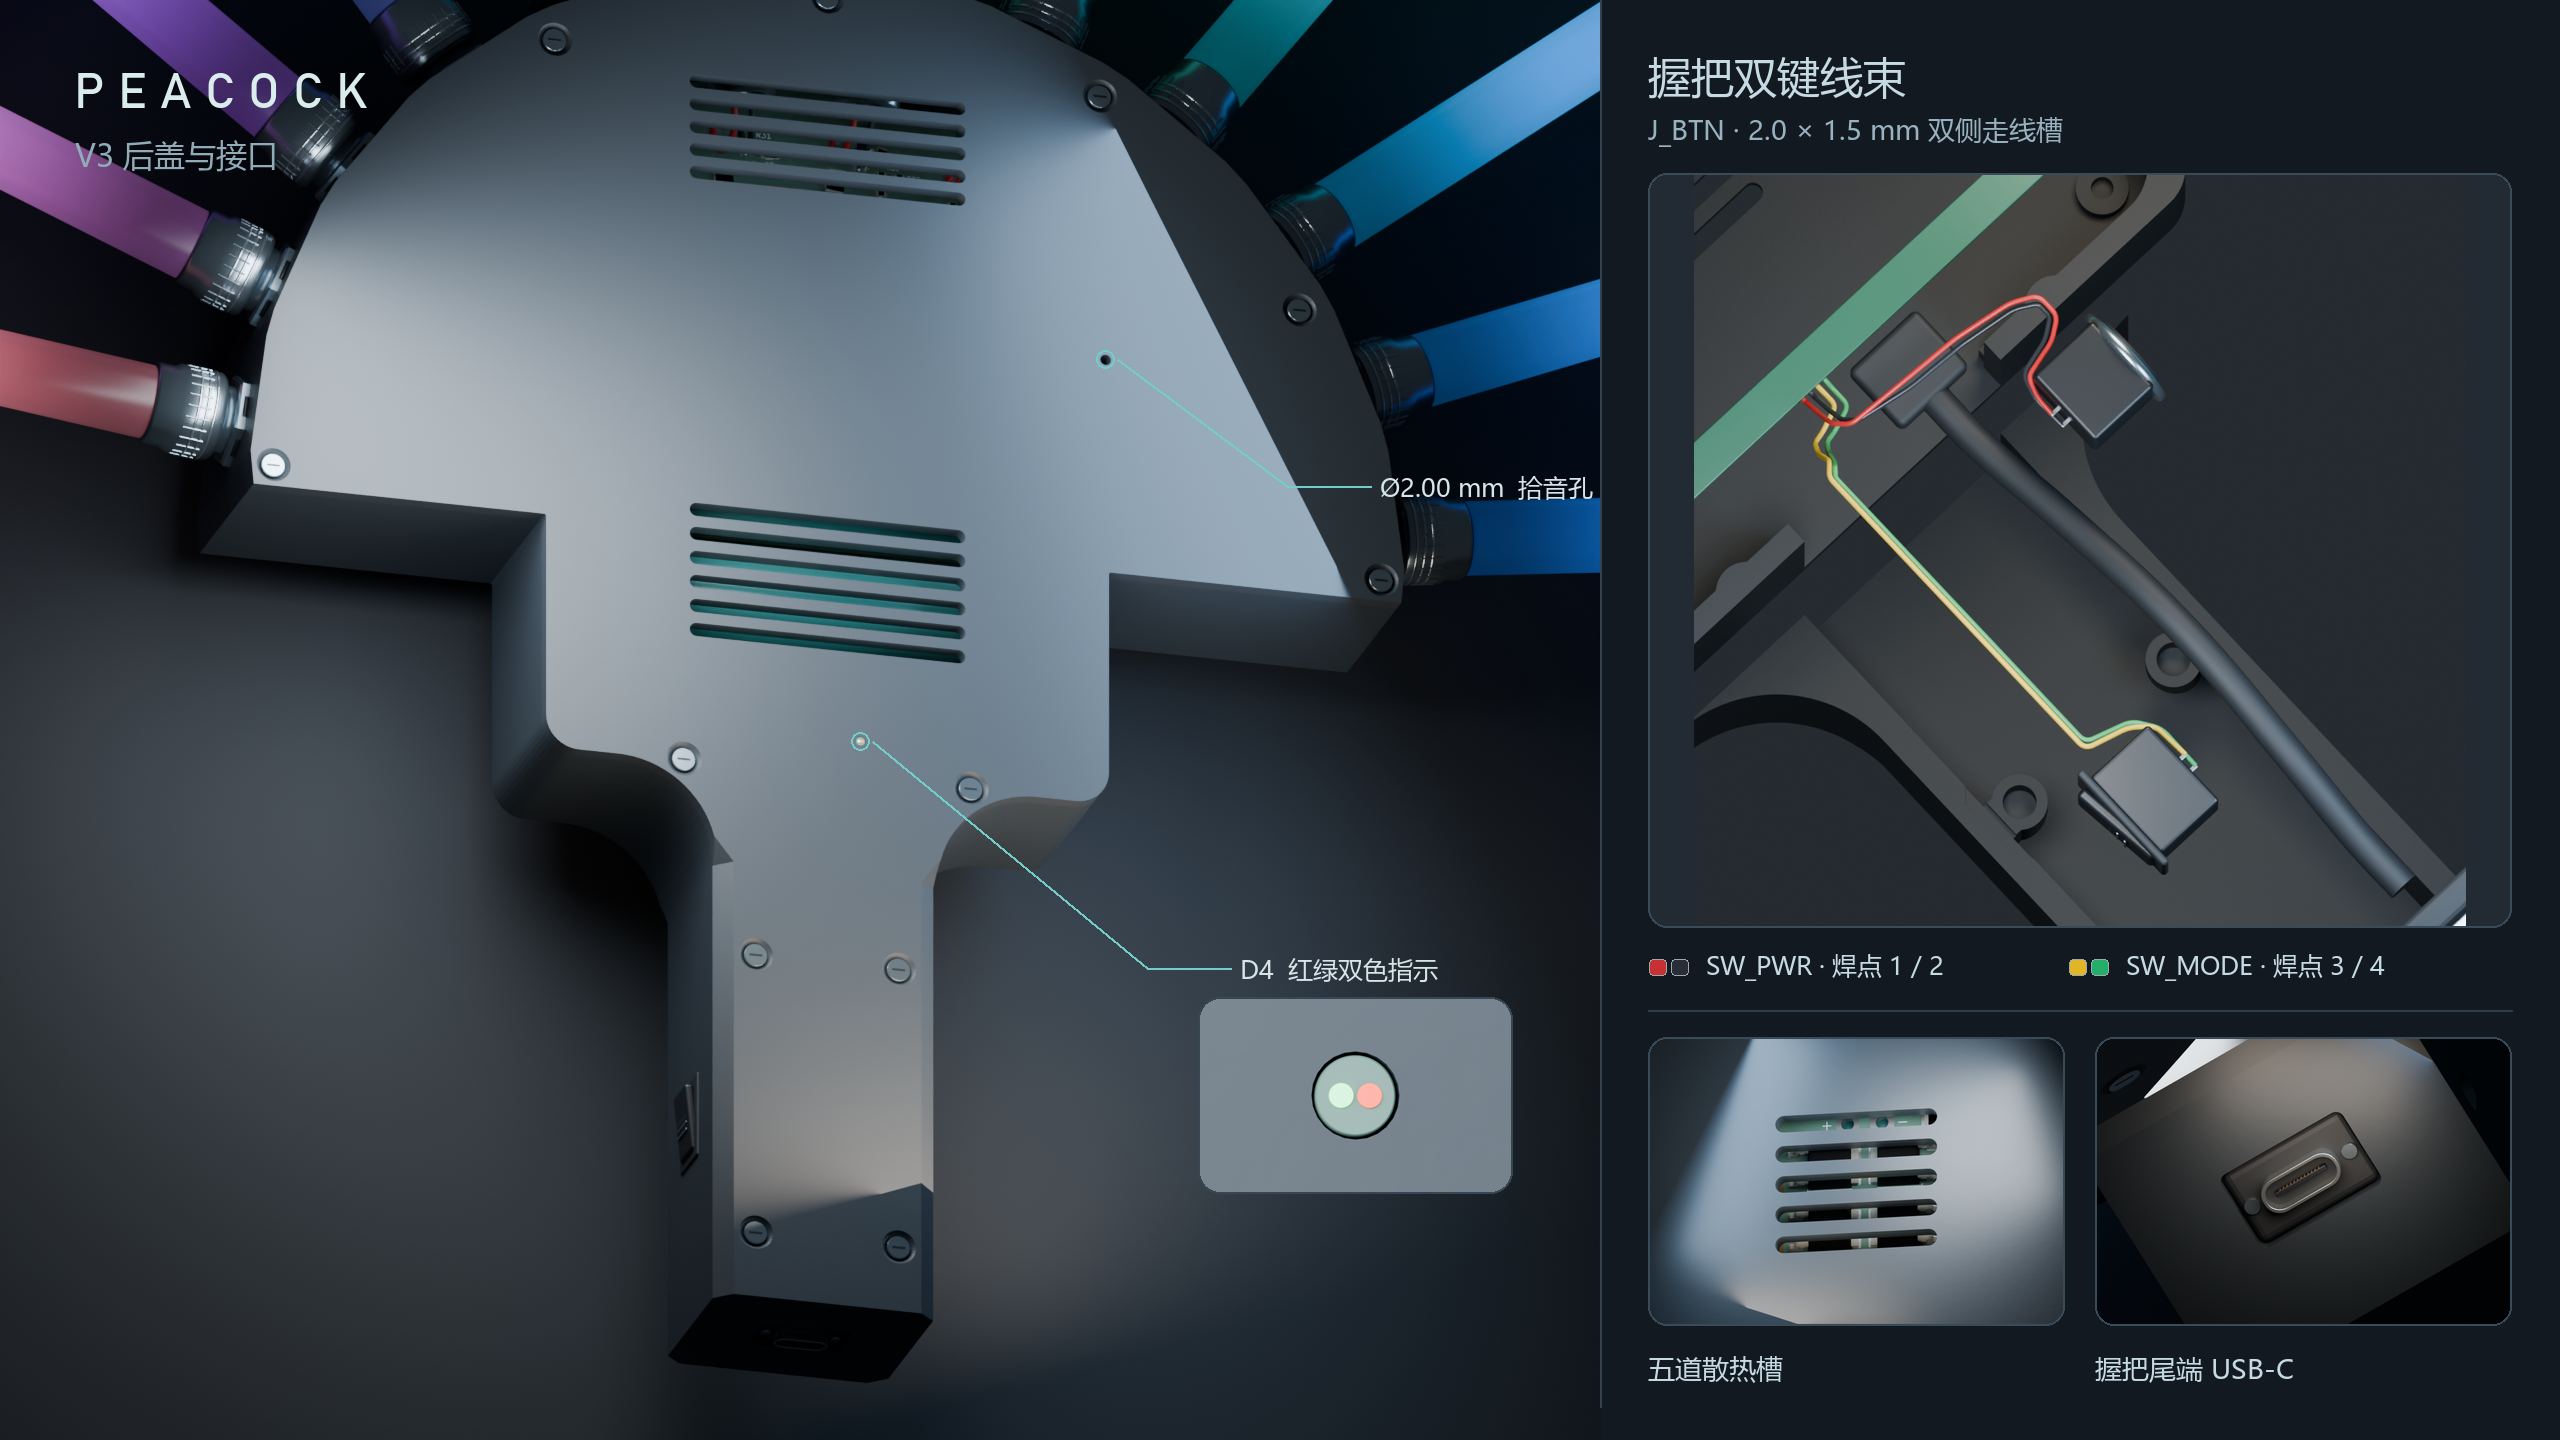 PEACOCK
V3 后盖与接口
Ø2.00 mm 拾音孔
D4 红绿双色指示
握把双键线束
J_BTN · 2.0 × 1.5 mm 双侧走线槽
SW_PWR · 焊点 1 / 2
SW_MODE · 焊点 3 / 4
+ −
五道散热槽
握把尾端 USB-C